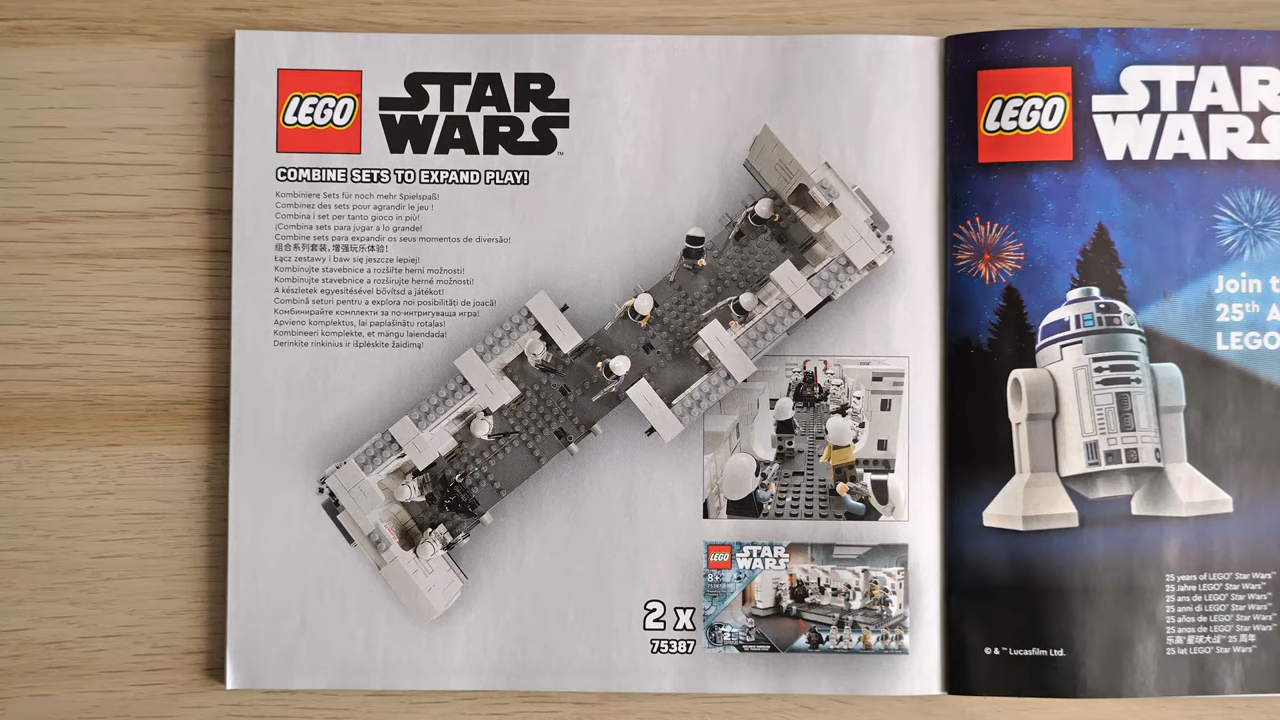 LEGO
STAR
WARS™
COMBINE SETS TO EXPAND PLAY!
Kombiniere Sets für noch mehr Spielspaß!
Combinez des sets pour agrandir le jeu !
Combina i set per tanto gioco in più!
¡Combina sets para jugar a lo grande!
Combine sets para expandir os seus momentos de diversão!
组合系列套装，增强玩乐体验！
Łącz zestawy i baw się jeszcze lepiej!
Kombinujte stavebnice a rozšiřte herní možnosti!
Kombinujte stavebnice a rozširujte herné možnosti!
A készletek egyesítésével bővítsd a játékot!
Combină seturi pentru a explora noi posibilități de joacă!
Комбинирайте комплекти за по-интригуваща игра!
Apvieno komplektus, lai paplašinātu rotaļas!
Kombineeri komplekte, et mängu laiendada!
Derinkite rinkinius ir išplėskite žaidimą!
LEGO
STAR
WARS
8+
75387
2 x
75387
LEGO
STAR
WARS
Join t
25th A
LEGO
25 years of LEGO® Star Wars™
25 Jahre LEGO® Star Wars™
25 ans de LEGO® Star Wars™
25 anni di LEGO® Star Wars™
25 años de LEGO® Star Wars™
25 anos de LEGO® Star Wars™
乐高®星球大战™ 25 周年
25 lat LEGO® Star Wars™
© & ™ Lucasfilm Ltd.